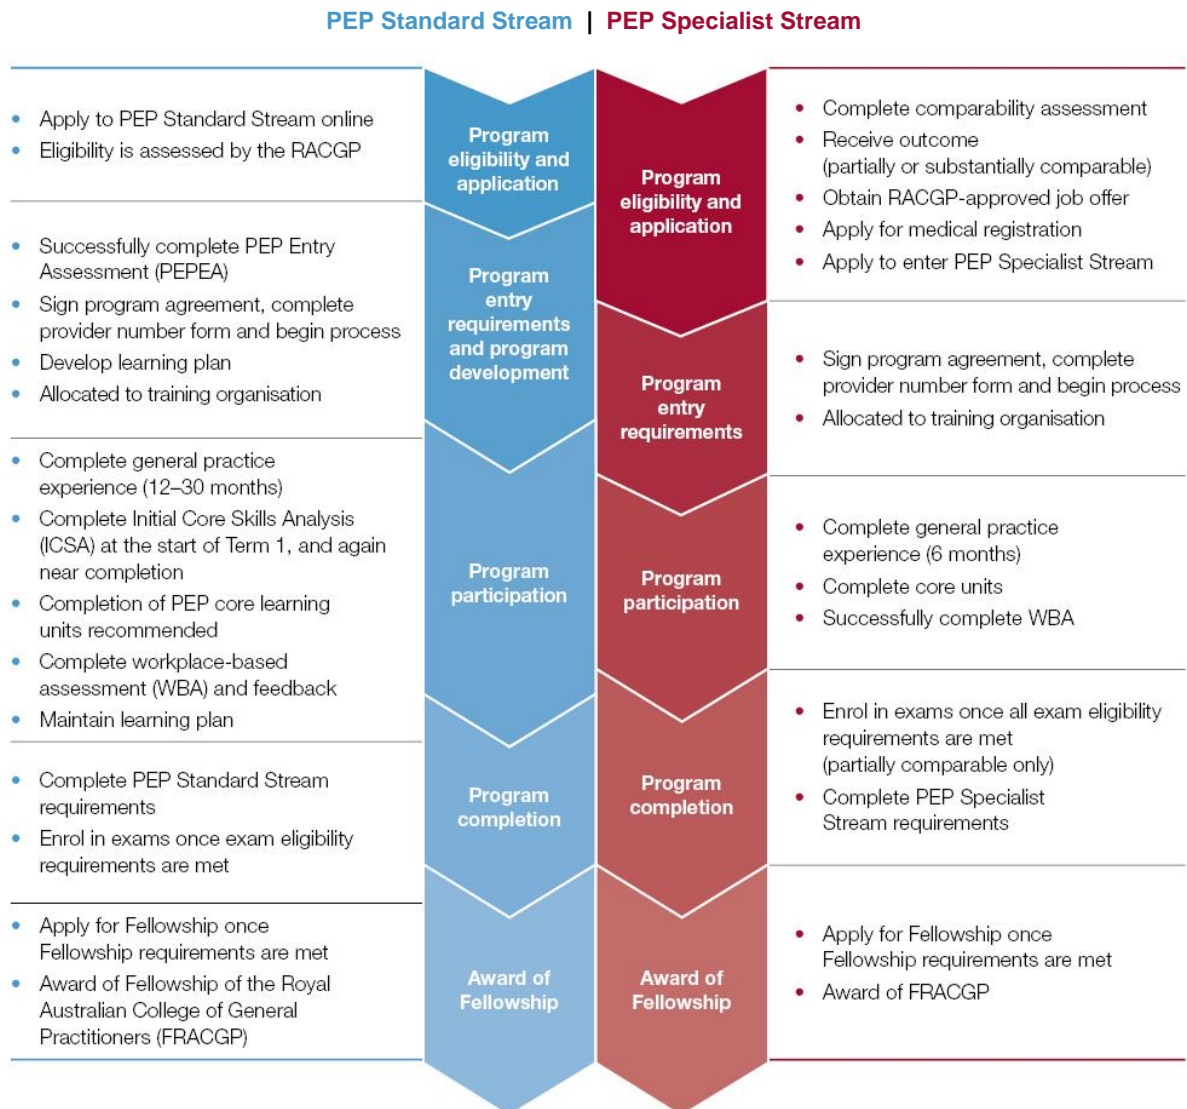 PEP Standard Stream | PEP Specialist Stream
• Apply to PEP Standard Stream online
• Eligibility is assessed by the RACGP
Program
eligibility and
application
Program
eligibility and
application
• Complete comparability assessment
• Receive outcome
(partially or substantially comparable)
• Obtain RACGP-approved job offer
• Apply for medical registration
• Apply to enter PEP Specialist Stream
• Successfully complete PEP Entry
Assessment (PEPEA)
• Sign program agreement, complete
provider number form and begin process
• Develop learning plan
• Allocated to training organisation
Program
entry
requirements
and program
development
Program
entry
requirements
• Sign program agreement, complete
provider number form and begin process
• Allocated to training organisation
• Complete general practice
experience (12–30 months)
• Complete Initial Core Skills Analysis
(ICSA) at the start of Term 1, and again
near completion
• Completion of PEP core learning
units recommended
• Complete workplace-based
assessment (WBA) and feedback
• Maintain learning plan
Program
participation
Program
participation
• Complete general practice
experience (6 months)
• Complete core units
• Successfully complete WBA
• Complete PEP Standard Stream
requirements
• Enrol in exams once exam eligibility
requirements are met
Program
completion
Program
completion
• Enrol in exams once all exam eligibility
requirements are met
(partially comparable only)
• Complete PEP Specialist
Stream requirements
• Apply for Fellowship once
Fellowship requirements are met
• Award of Fellowship of the Royal
Australian College of General
Practitioners (FRACGP)
Award of
Fellowship
Award of
Fellowship
• Apply for Fellowship once
Fellowship requirements are met
• Award of FRACGP